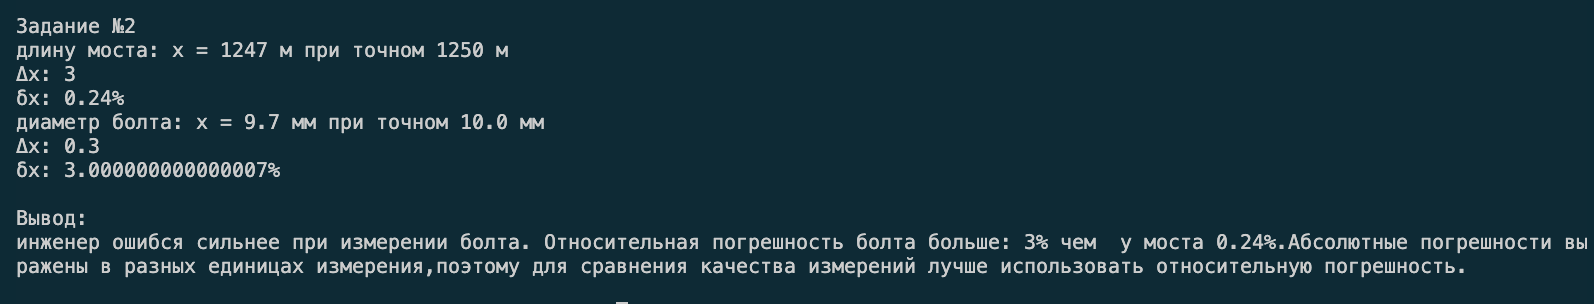 Задание №2
длину моста: x = 1247 м при точном 1250 м
Δx: 3
δx: 0.24%
диаметр болта: x = 9.7 мм при точном 10.0 мм
Δx: 0.3
δx: 3.000000000000007%
Вывод:
инженер ошибся сильнее при измерении болта. Относительная погрешность болта больше: 3% чем  у моста 0.24%.Абсолютные погрешности вы
ражены в разных единицах измерения,поэтому для сравнения качества измерений лучше использовать относительную погрешность.